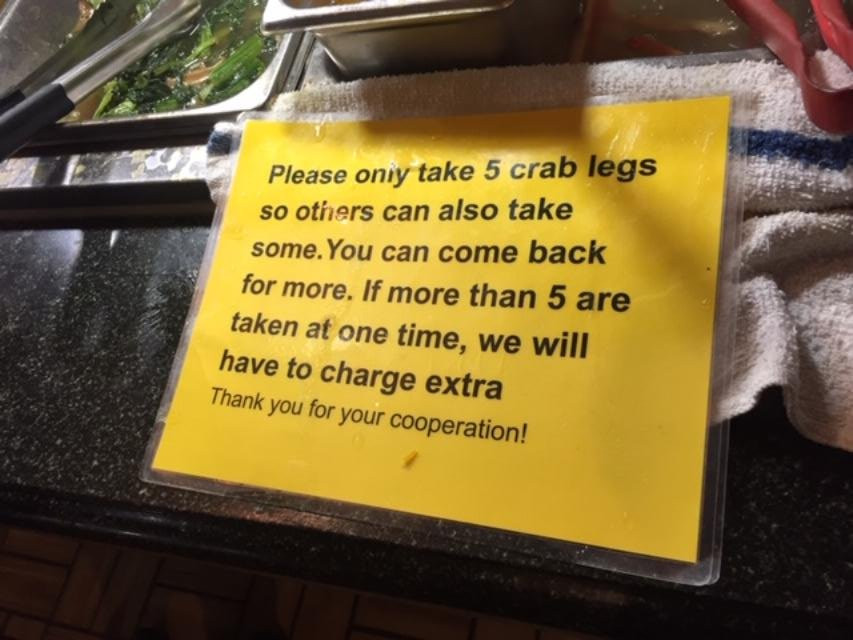 Please only take 5 crab legs
so others can also take
some.You can come back
for more. If more than 5 are
taken at one time, we will
have to charge extra
Thank you for your cooperation!